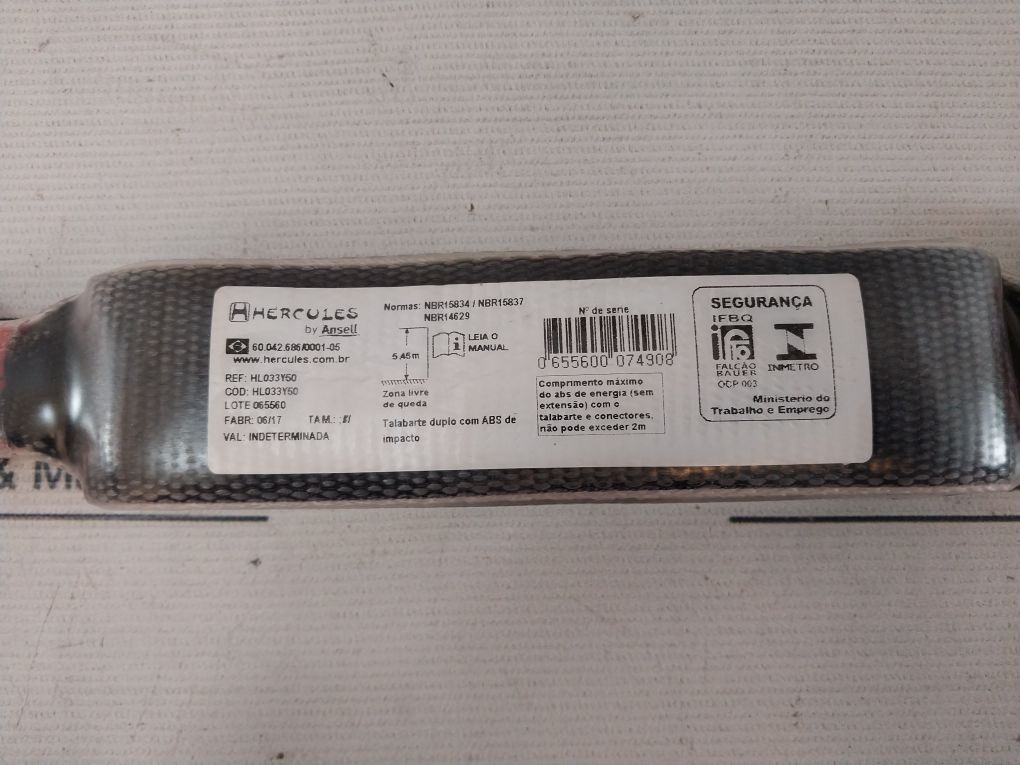 HERCULES
by Ansell
60.042.686/0001-05
www.hercules.com.br
REF: HL033Y50
COD: HL033Y50
LOTE 065560
FABR: 06/17 TAM.:
VAL: INDETERMINADA
Normas: NBR15834 / NBR15837
NBR14629
5,45m
LEIA O
MANUAL
Zona livre
de queda
Talabarte duplo com ABS de
impacto
Nº de serie
0655600 074908
Comprimento máximo
do abs de energia (sem
extensão) com o
talabarte e conectores,
não pode exceder 2m
SEGURANÇA
IFBQ
FALCÃO
BAUER
OCP 003
INMETRO
Ministerio do
Trabalho e Emprego
&